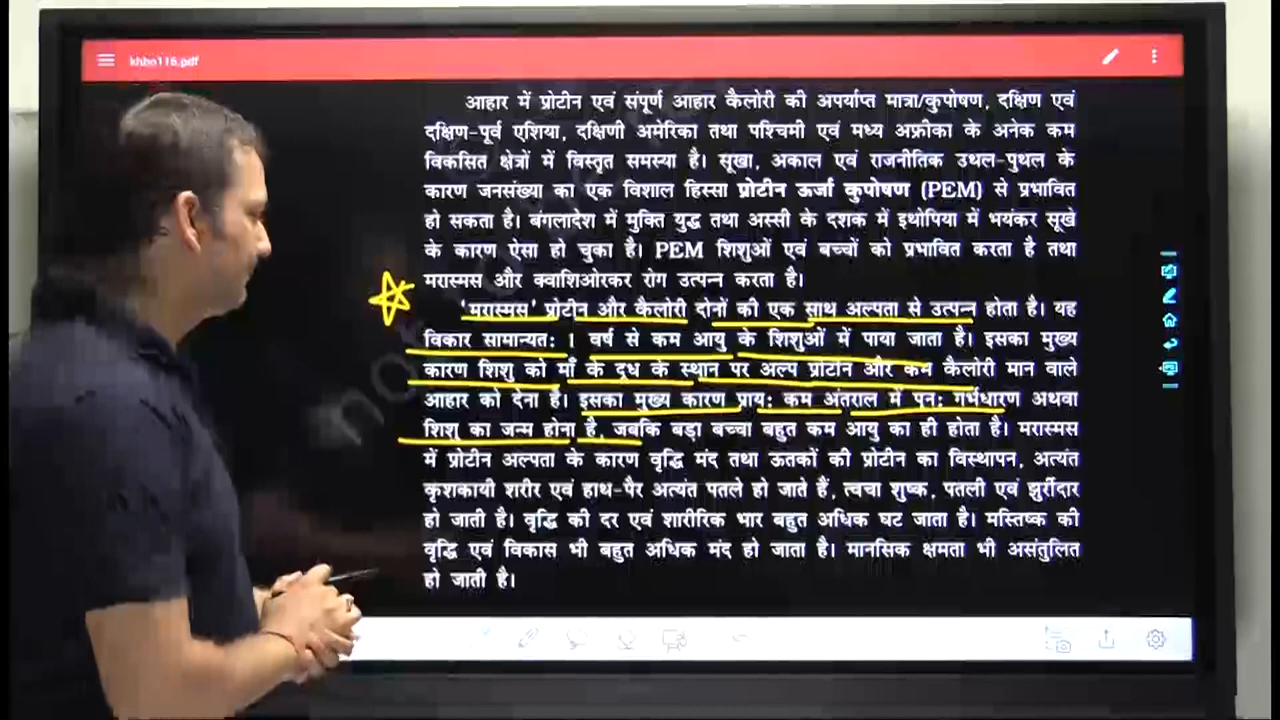 khbo116.pdf
आहार में प्रोटीन एवं संपूर्ण आहार कैलोरी की अपर्याप्त मात्रा/कुपोषण, दक्षिण एवं
दक्षिण-पूर्व एशिया, दक्षिणी अमेरिका तथा पश्चिमी एवं मध्य अफ्रीका के अनेक कम
विकसित क्षेत्रों में विस्तृत समस्या है। सूखा, अकाल एवं राजनीतिक उथल-पुथल के
कारण जनसंख्या का एक विशाल हिस्सा प्रोटीन ऊर्जा कुपोषण (PEM) से प्रभावित
हो सकता है। बंगलादेश में मुक्ति युद्ध तथा अस्सी के दशक में इथोपिया में भयंकर सूखे
के कारण ऐसा हो चुका है। PEM शिशुओं एवं बच्चों को प्रभावित करता है तथा
मरास्मस और क्वाशिओरकर रोग उत्पन्न करता है।
'मरास्मस' प्रोटीन और कैलोरी दोनों की एक साथ अल्पता से उत्पन्न होता है। यह
विकार सामान्यत: 1 वर्ष से कम आयु के शिशुओं में पाया जाता है। इसका मुख्य
कारण शिशु को माँ के दूध के स्थान पर अल्प प्रोटीन और कम कैलोरी मान वाले
आहार को देना है। इसका मुख्य कारण प्राय: कम अंतराल में पुन: गर्भधारण अथवा
शिशु का जन्म होना है, जबकि बड़ा बच्चा बहुत कम आयु का ही होता है। मरास्मस
में प्रोटीन अल्पता के कारण वृद्धि मंद तथा ऊतकों की प्रोटीन का विस्थापन, अत्यंत
कृशकायी शरीर एवं हाथ-पैर अत्यंत पतले हो जाते हैं, त्वचा शुष्क, पतली एवं झुर्रीदार
हो जाती है। वृद्धि की दर एवं शारीरिक भार बहुत अधिक घट जाता है। मस्तिष्क की
वृद्धि एवं विकास भी बहुत अधिक मंद हो जाता है। मानसिक क्षमता भी असंतुलित
हो जाती है।